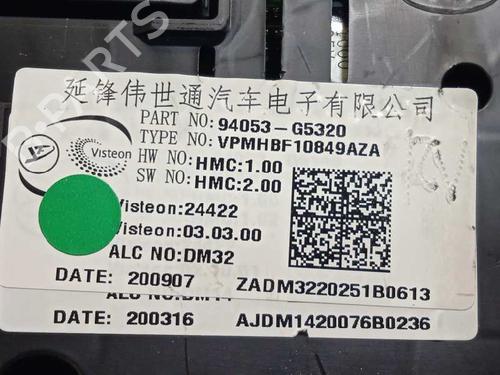 延锋伟世通汽车电子有限公司
PART NO: 94053-G5320
TYPE NO: VPMHBF10849AZA
Visteon
HW NO: HMC:1.00
SW NO: HMC:2.00
Visteon:24422
Visteon:03.03.00
ALC NO:DM32
DATE: 200907 ZADM3220251B0613
DATE: 200316 AJDM1420076B0236